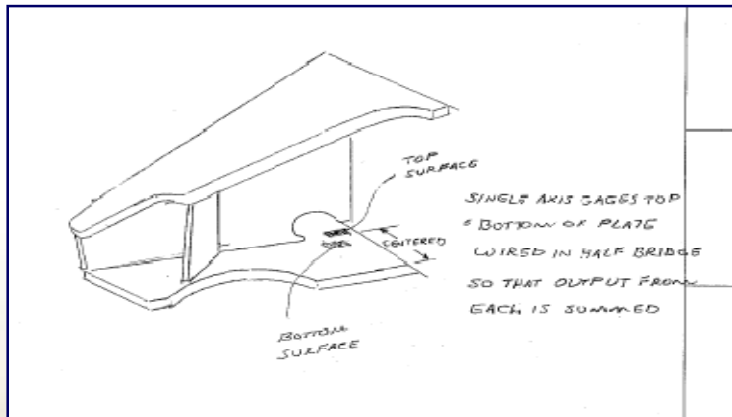 TOP
SURFACE
CENTERED
BOTTOM
SURFACE
SINGLE AXIS GAGES TOP
& BOTTOM OF PLATE
WIRED IN HALF BRIDGE
SO THAT OUTPUT FROM
EACH IS SUMMED